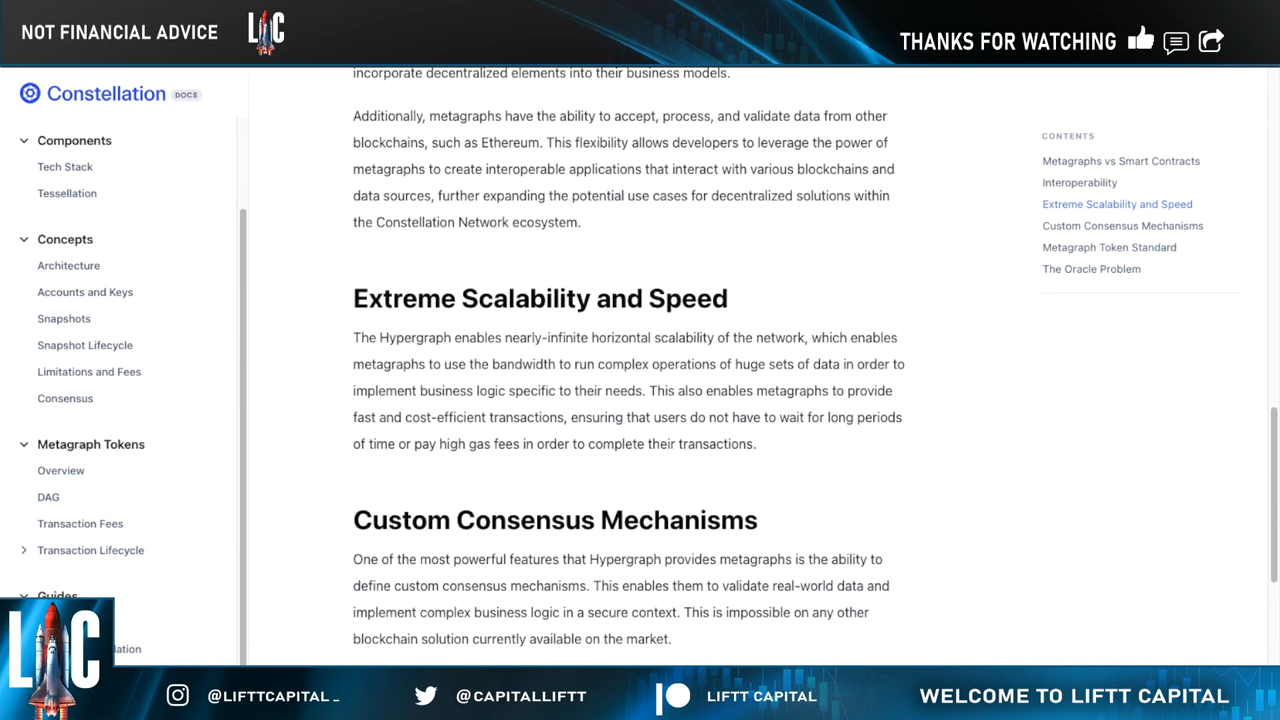 NOT FINANCIAL ADVICE
LC
THANKS FOR WATCHING
Constellation DOCS
Components
Tech Stack
Tessellation
Concepts
Architecture
Accounts and Keys
Snapshots
Snapshot Lifecycle
Limitations and Fees
Consensus
Metagraph Tokens
Overview
DAG
Transaction Fees
Transaction Lifecycle
Guides
lation
incorporate decentralized elements into their business models.
Additionally, metagraphs have the ability to accept, process, and validate data from other
blockchains, such as Ethereum. This flexibility allows developers to leverage the power of
metagraphs to create interoperable applications that interact with various blockchains and
data sources, further expanding the potential use cases for decentralized solutions within
the Constellation Network ecosystem.
Extreme Scalability and Speed
The Hypergraph enables nearly-infinite horizontal scalability of the network, which enables
metagraphs to use the bandwidth to run complex operations of huge sets of data in order to
implement business logic specific to their needs. This also enables metagraphs to provide
fast and cost-efficient transactions, ensuring that users do not have to wait for long periods
of time or pay high gas fees in order to complete their transactions.
Custom Consensus Mechanisms
One of the most powerful features that Hypergraph provides metagraphs is the ability to
define custom consensus mechanisms. This enables them to validate real-world data and
implement complex business logic in a secure context. This is impossible on any other
blockchain solution currently available on the market.
CONTENTS
Metagraphs vs Smart Contracts
Interoperability
Extreme Scalability and Speed
Custom Consensus Mechanisms
Metagraph Token Standard
The Oracle Problem
LC
@LIFTTCAPITAL_
@CAPITALLIFTT
LIFTT CAPITAL
WELCOME TO LIFTT CAPITAL